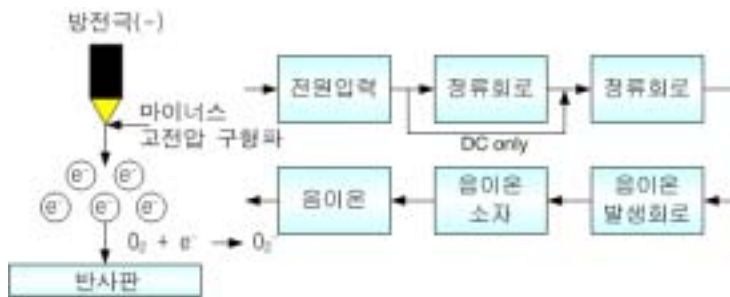 방전극(-)
마이너스
고전압 구형파
e⁻ e⁻
e⁻ e⁻ e⁻
O₂ + e⁻ → O₂
반사판
전원입력
정류회로
정류회로
DC only
음이온
음이온
소자
음이온
발생회로